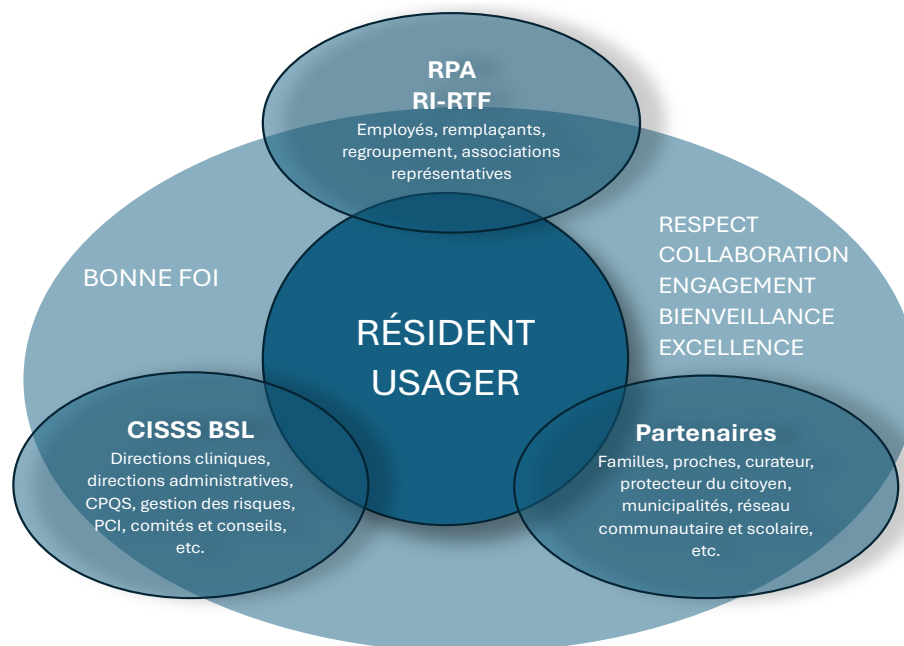 RPA
RI-RTF
Employés, remplaçants,
regroupement, associations
représentatives
BONNE FOI
RESPECT
COLLABORATION
ENGAGEMENT
BIENVEILLANCE
EXCELLENCE
RÉSIDENT
USAGER
CISSS BSL
Directions cliniques,
directions administratives,
CPQS, gestion des risques,
PCI, comités et conseils,
etc.
Partenaires
Familles, proches, curateur,
protecteur du citoyen,
municipalités, réseau
communautaire et scolaire,
etc.